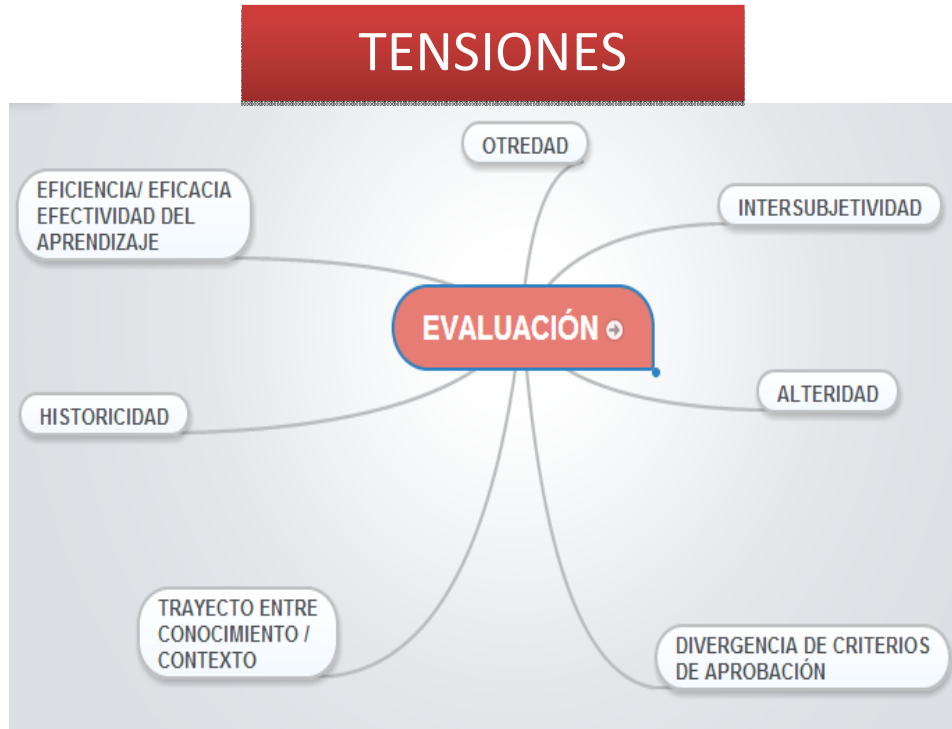 TENSIONES
OTREDAD
EFICIENCIA/ EFICACIA
EFECTIVIDAD DEL
APRENDIZAJE
INTERSUBJETIVIDAD
EVALUACIÓN
HISTORICIDAD
ALTERIDAD
TRAYECTO ENTRE
CONOCIMIENTO /
CONTEXTO
DIVERGENCIA DE CRITERIOS
DE APROBACIÓN